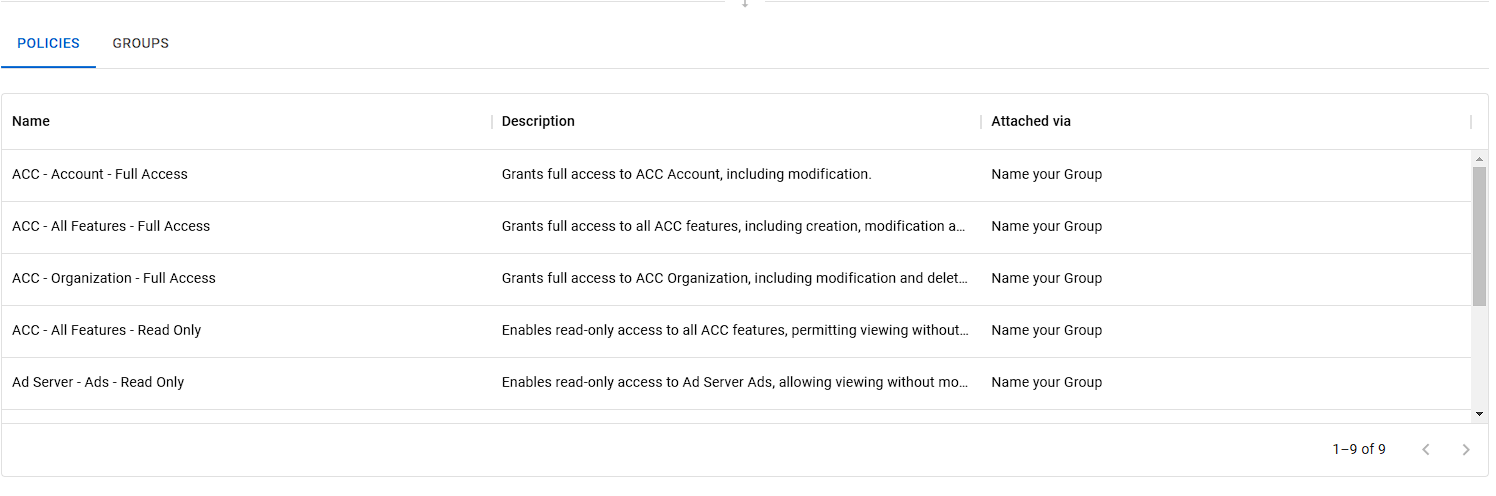 POLICIES GROUPS
Name Description Attached via
ACC - Account - Full Access Grants full access to ACC Account, including modification. Name your Group
ACC - All Features - Full Access Grants full access to all ACC features, including creation, modification a... Name your Group
ACC - Organization - Full Access Grants full access to ACC Organization, including modification and delet... Name your Group
ACC - All Features - Read Only Enables read-only access to all ACC features, permitting viewing without... Name your Group
Ad Server - Ads - Read Only Enables read-only access to Ad Server Ads, allowing viewing without mo... Name your Group
1–9 of 9